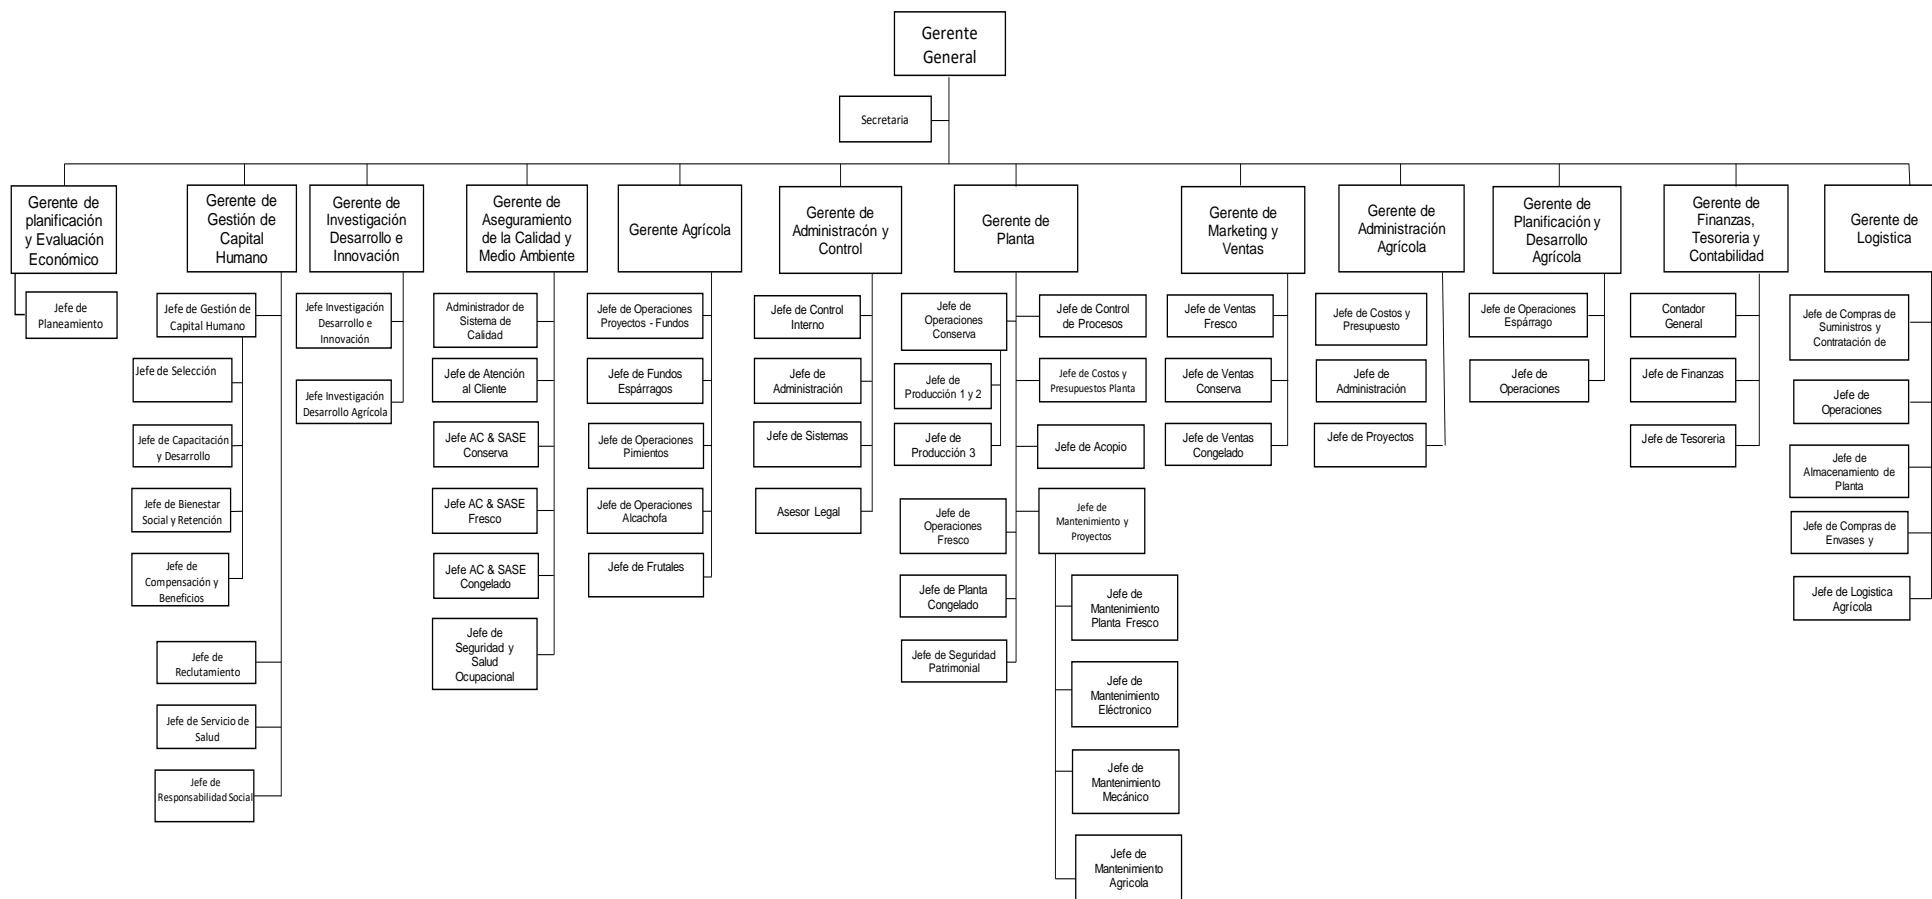 Gerente
General
Secretaria
Gerente de
planificación
y Evaluación
Económico
Jefe de
Planeamiento
Gerente de
Gestión de
Capital
Humano
Jefe de Gestión de
Capital Humano
Jefe de Selección
Jefe de Capacitación
y Desarrollo
Jefe de Bienestar
Social y Retención
Jefe de
Compensación y
Beneficios
Jefe de
Reclutamiento
Jefe de Servicio de
Salud
Jefe de
Responsabilidad Social
Gerente de
Investigación
Desarrollo e
Innovación
Jefe Investigación
Desarrollo e
Innovación
Jefe Investigación
Desarrollo Agrícola
Gerente de
Aseguramiento
de la Calidad y
Medio Ambiente
Administrador de
Sistema de
Calidad
Jefe de Atención
al Cliente
Jefe AC & SASE
Conserva
Jefe AC & SASE
Fresco
Jefe AC & SASE
Congelado
Jefe de
Seguridad y
Salud
Ocupacional
Gerente Agrícola
Jefe de Operaciones
Proyectos - Fundos
Jefe de Fundos
Espárragos
Jefe de Operaciones
Pimientos
Jefe de Operaciones
Alcachofa
Jefe de Frutales
Gerente de
Administracón y
Control
Jefe de Control
Interno
Jefe de
Administración
Jefe de Sistemas
Asesor Legal
Gerente de
Planta
Jefe de
Operaciones
Conserva
Jefe de
Producción 1 y 2
Jefe de
Producción 3
Jefe de
Operaciones
Fresco
Jefe de Planta
Congelado
Jefe de Seguridad
Patrimonial
Jefe de Control
de Procesos
Jefe de Costos y
Presupuestos Planta
Jefe de Acopio
Jefe de
Mantenimiento y
Proyectos
Jefe de
Mantenimiento
Planta Fresco
Jefe de
Mantenimiento
Eléctronico
Jefe de
Mantenimiento
Mecánico
Jefe de
Mantenimiento
Agricola
Gerente de
Marketing y
Ventas
Jefe de Ventas
Fresco
Jefe de Ventas
Conserva
Jefe de Ventas
Congelado
Gerente de
Administración
Agrícola
Jefe de Costos y
Presupuesto
Jefe de
Administración
Jefe de Proyectos
Gerente de
Planificación y
Desarrollo
Agrícola
Jefe de Operaciones
Espárrago
Jefe de
Operaciones
Gerente de
Finanzas,
Tesoreria y
Contabilidad
Contador
General
Jefe de Finanzas
Jefe de Tesoreria
Gerente de
Logistica
Jefe de Compras de
Suministros y
Contratación de
Jefe de
Operaciones
Jefe de
Almacenamiento de
Planta
Jefe de Compras de
Envases y
Jefe de Logistica
Agrícola